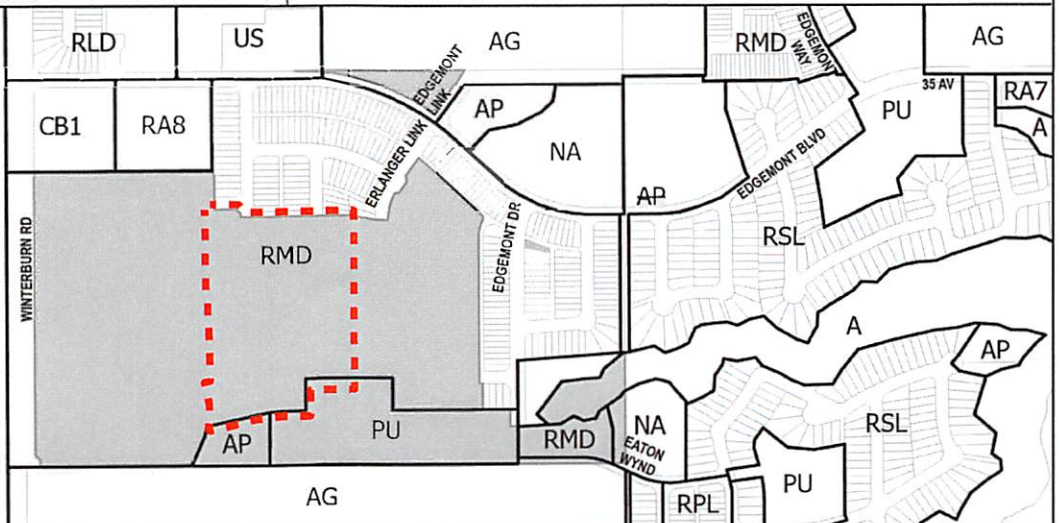 RLD
US
AG
RMD
EDGEMONT
WAY
AG
EDGEMONT
LINK
35 AV
RA7
CB1
RA8
AP
PU
A
ERLANGER LINK
NA
AP
EDGEMONT BLVD
WINTERBURN RD
RMD
EDGEMONT DR
RSL
A
AP
AP
PU
RMD
NA
EATON
WYND
RSL
AG
RPL
PU